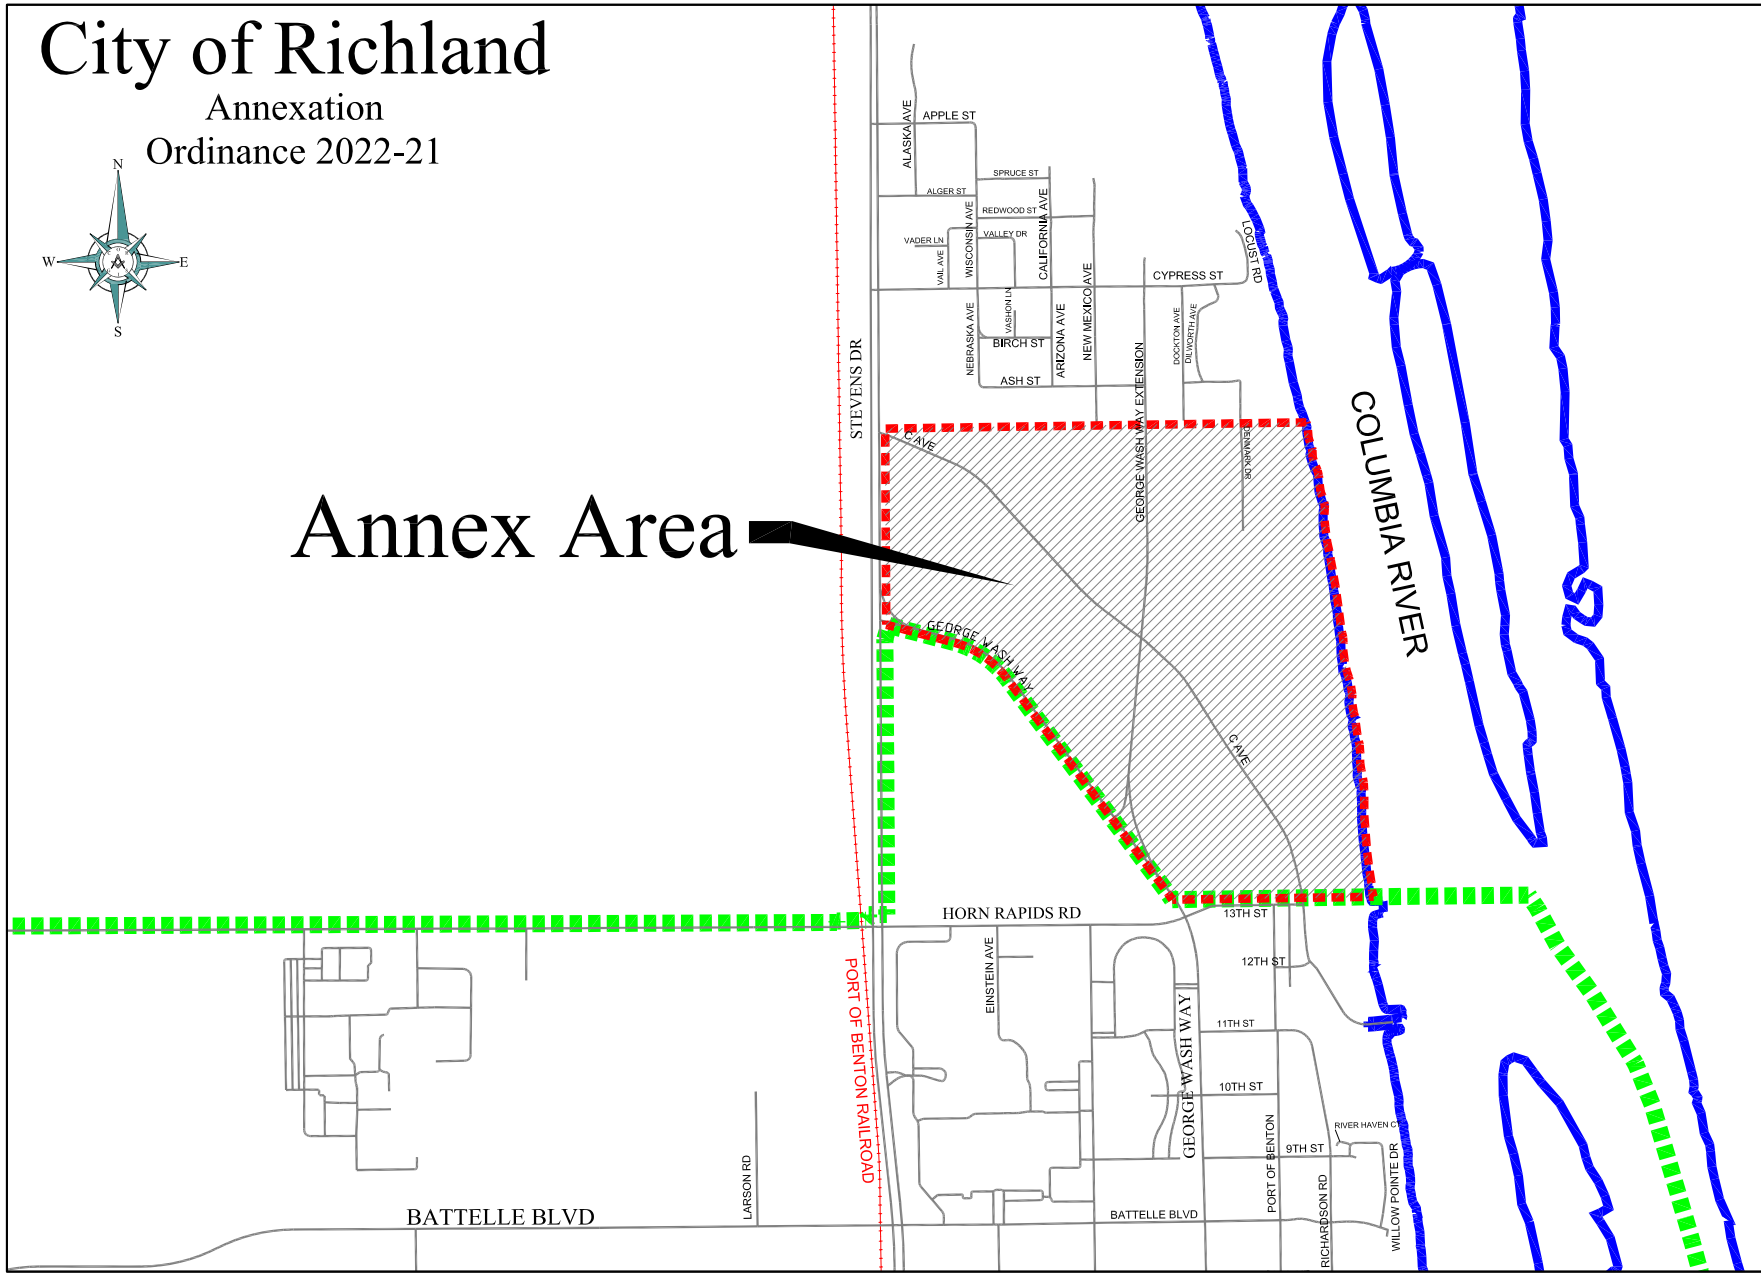 City of Richland
Annexation
Ordinance 2022-21
N
W
E
S
ALASKA AVE
APPLE ST
SPRUCE ST
ALGER ST
REDWOOD ST
WISCONSIN AVE
CALIFORNIA AVE
VADER LN
VALLEY DR
VAIL AVE
LOCUST RD
CYPRESS ST
NEW MEXICO AVE
VASHON LN
NEBRASKA AVE
BIRCH ST
ARIZONA AVE
DOCKTON AVE
DILWORTH AVE
ASH ST
STEVENS DR
GEORGE WASH WAY EXTENSION
COLUMBIA RIVER
C AVE
DENMARK DR
Annex Area
GEORGE WASH WAY
C AVE
HORN RAPIDS RD
13TH ST
EINSTEIN AVE
12TH ST
PORT OF BENTON RAILROAD
GEORGE WASH WAY
11TH ST
10TH ST
RIVER HAVEN CT
9TH ST
PORT OF BENTON
WILLOW POINTE DR
LARSON RD
RICHARDSON RD
BATTELLE BLVD
BATTELLE BLVD